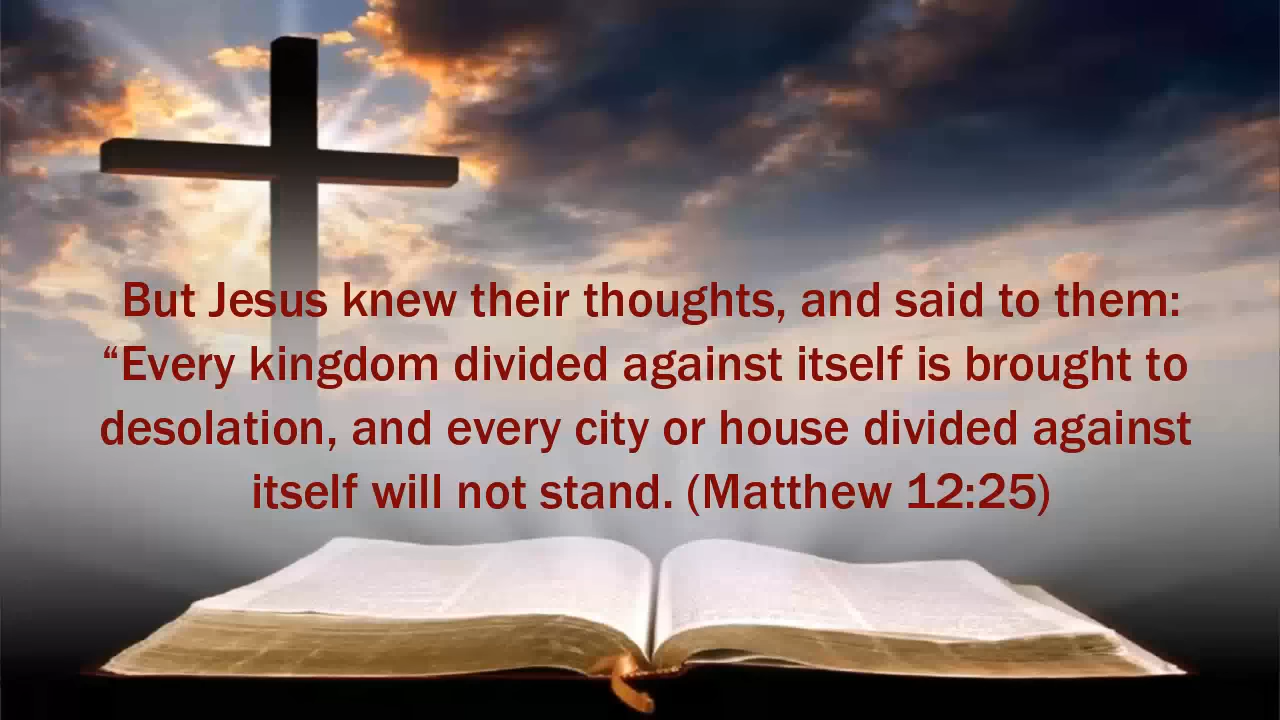 But Jesus knew their thoughts, and said to them:
“Every kingdom divided against itself is brought to
desolation, and every city or house divided against
itself will not stand. (Matthew 12:25)